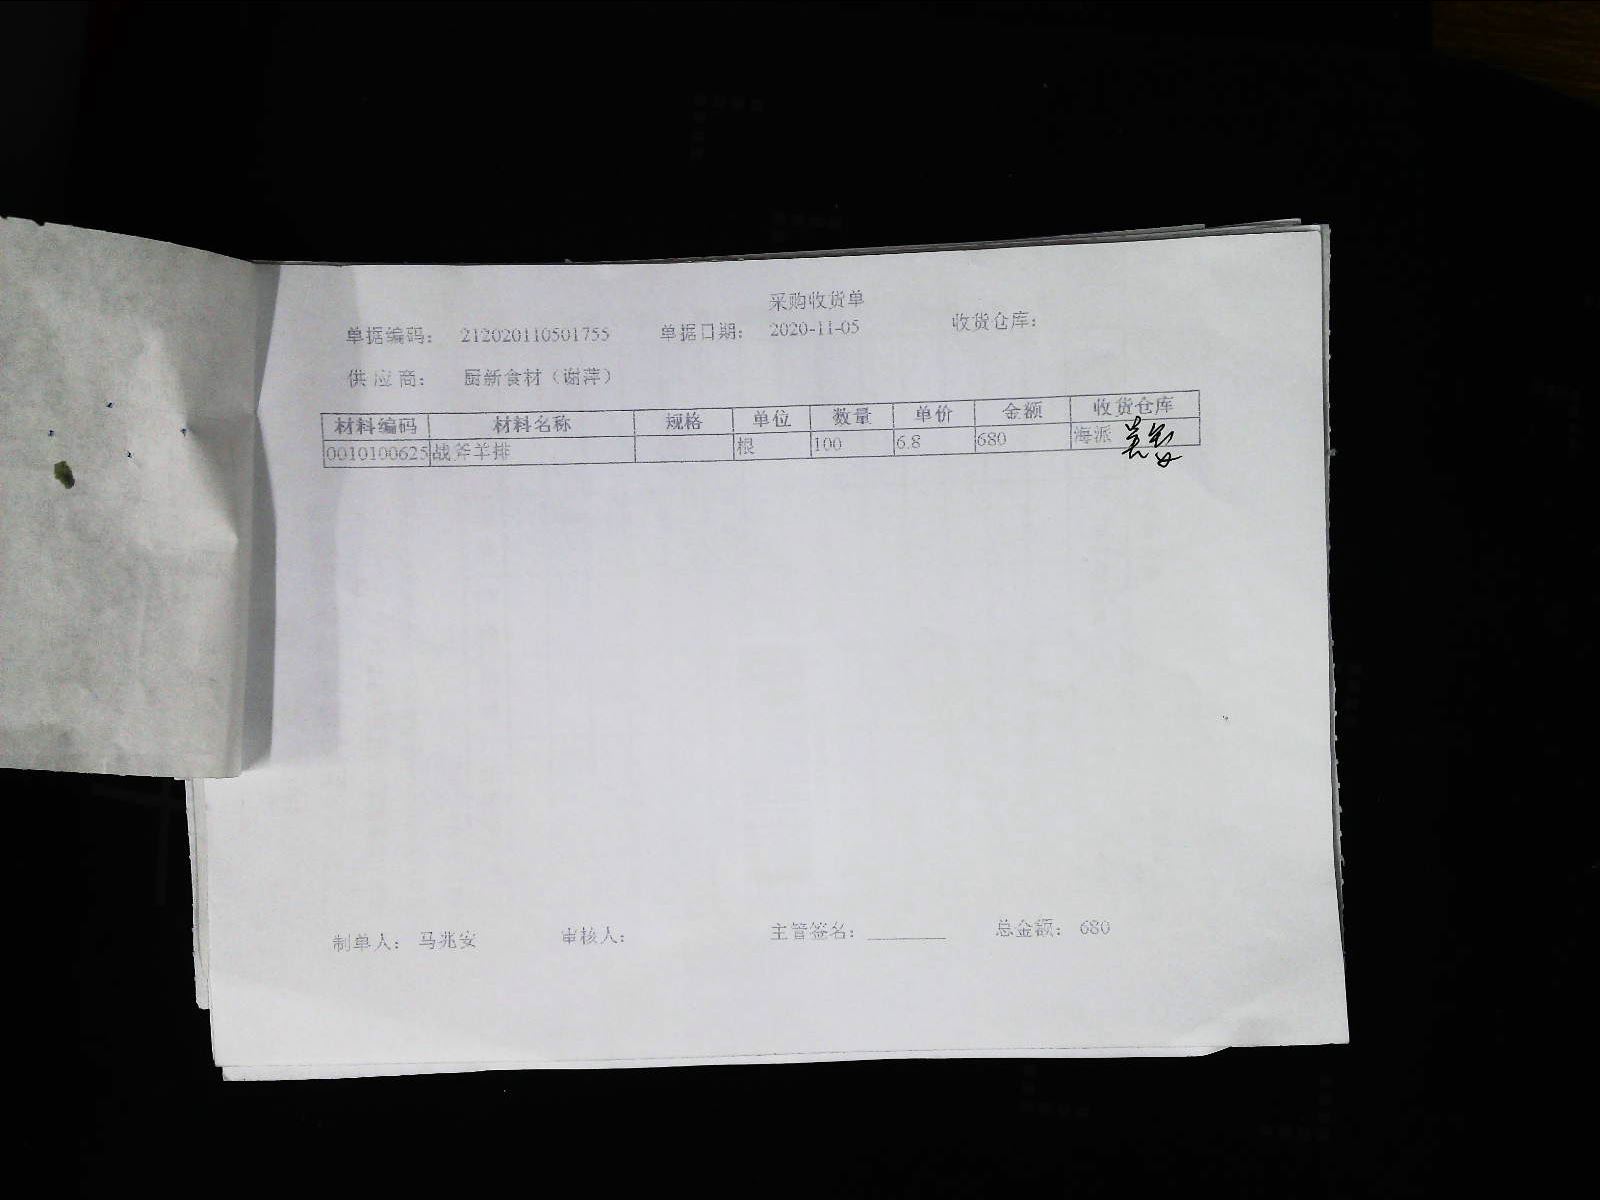 采购收货单
单据编码： 212020110501755 单据日期： 2020-11-05 收货仓库：
供应商： 厨新食材（谢萍）
材料编码 材料名称 规格 单位 数量 单价 金额 收货仓库
0010100625 战斧羊排 根 100 6.8 680 海派
制单人： 马兆安 审核人： 主管签名： ________ 总金额： 680